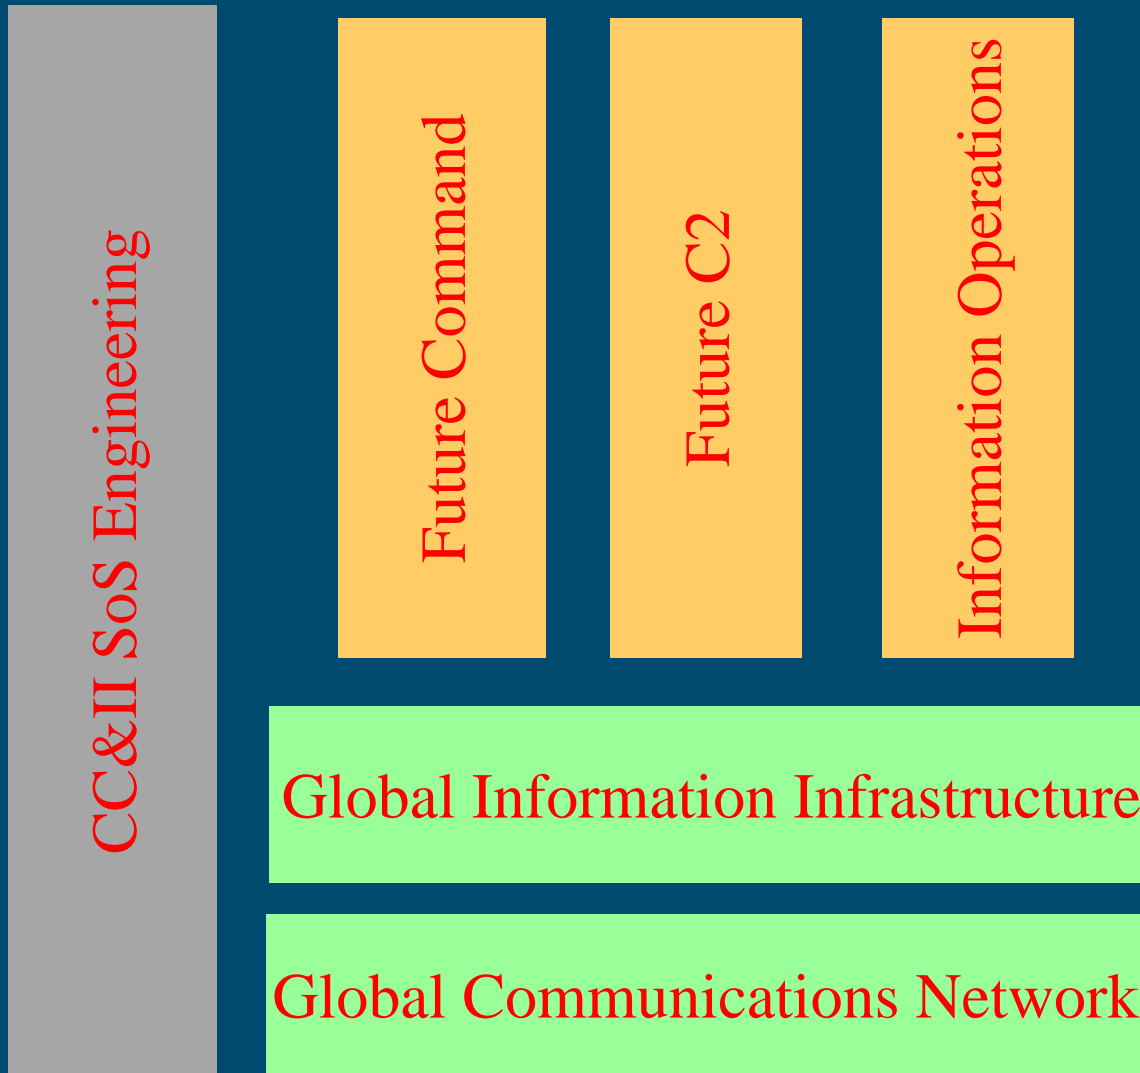 CC&II SoS Engineering
Future Command
Future C2
Information Operations
Global Information Infrastructure
Global Communications Network